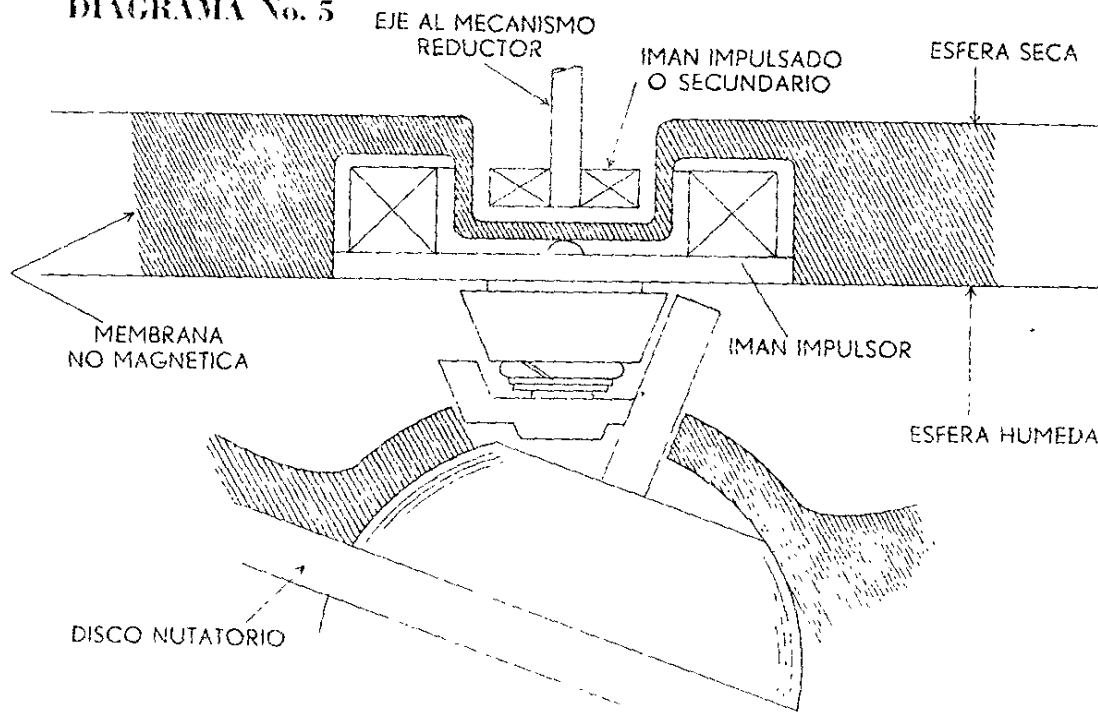 DIAGRAMA No. 5
EJE AL MECANISMO
REDUCTOR
IMAN IMPULSADO
O SECUNDARIO
ESFERA SECA
MEMBRANA
NO MAGNETICA
IMAN IMPULSOR
ESFERA HUMEDA
DISCO NUTATORIO